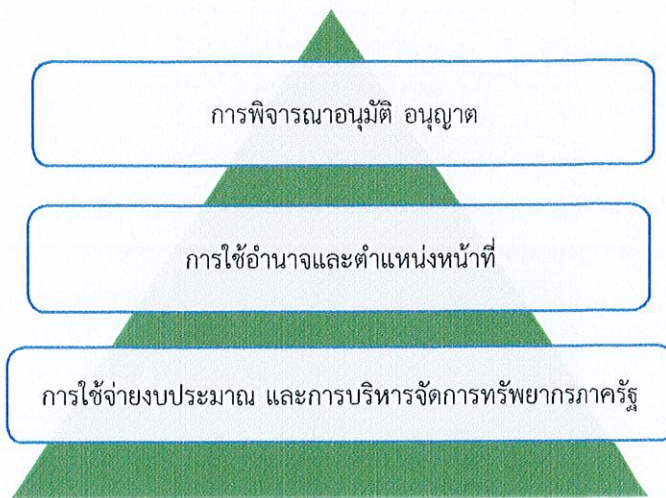 การพิจารณาอนุมัติ อนุญาต
การใช้อำนาจและตำแหน่งหน้าที่
การใช้จ่ายงบประมาณ และการบริหารจัดการทรัพยากรภาครัฐ